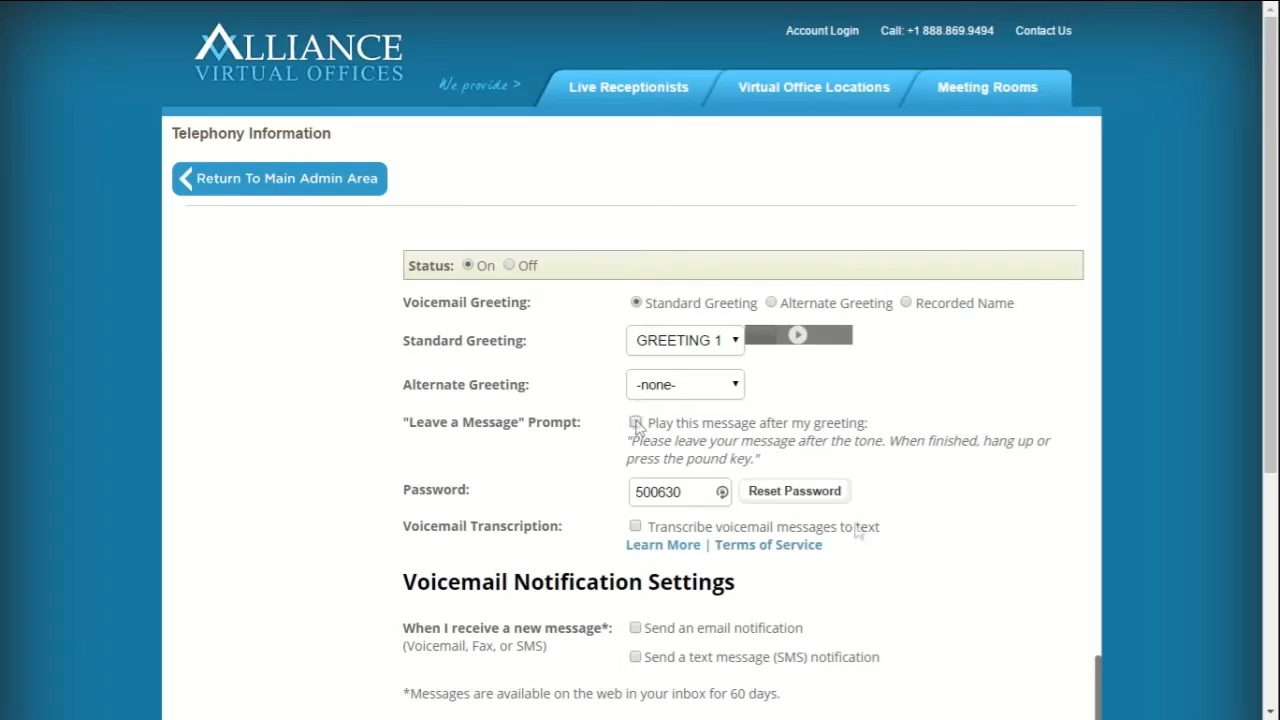 Account Login Call: +1 888.869.9494 Contact Us
ALLIANCE
VIRTUAL OFFICES
We provide >
Live Receptionists Virtual Office Locations Meeting Rooms
Telephony Information
Return To Main Admin Area
Status: On Off
Voicemail Greeting: Standard Greeting Alternate Greeting Recorded Name
Standard Greeting: GREETING 1
Alternate Greeting: -none-
"Leave a Message" Prompt: Play this message after my greeting:
"Please leave your message after the tone. When finished, hang up or
press the pound key."
Password: 500630 Reset Password
Voicemail Transcription: Transcribe voicemail messages to text
Learn More | Terms of Service
Voicemail Notification Settings
When I receive a new message*: Send an email notification
(Voicemail, Fax, or SMS)
Send a text message (SMS) notification
*Messages are available on the web in your inbox for 60 days.